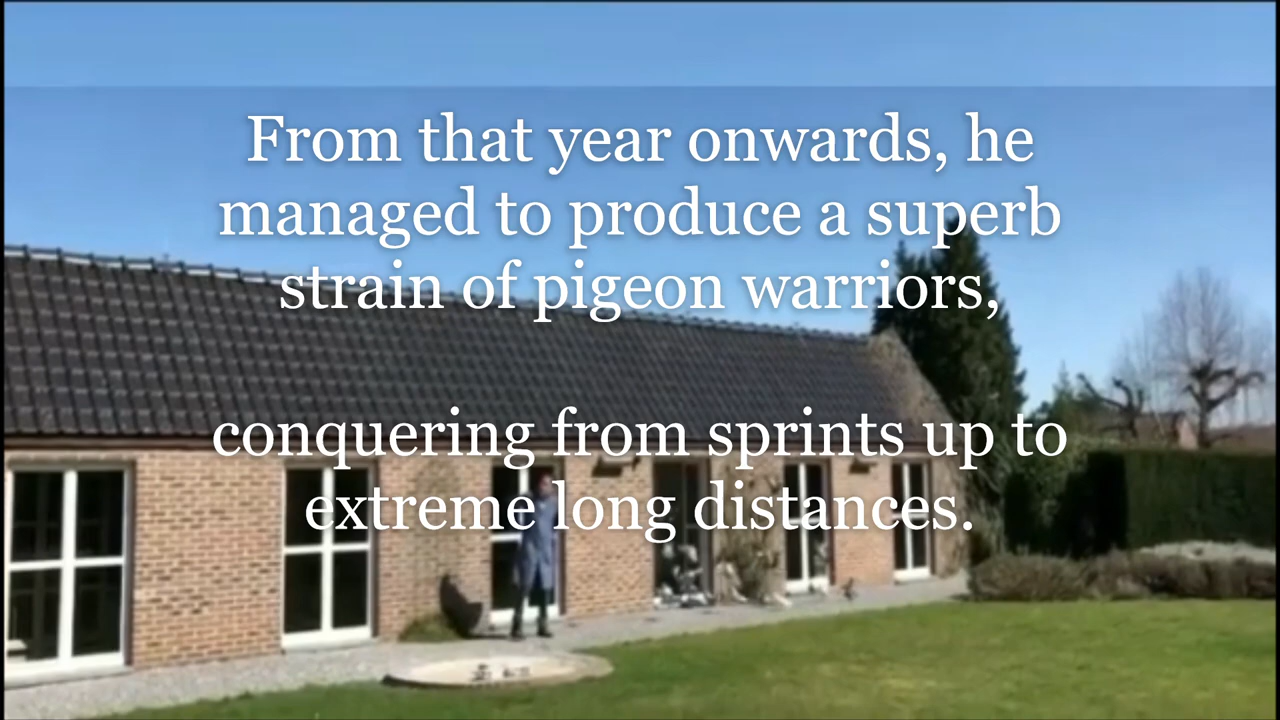 From that year onwards, he
managed to produce a superb
strain of pigeon warriors,
conquering from sprints up to
extreme long distances.